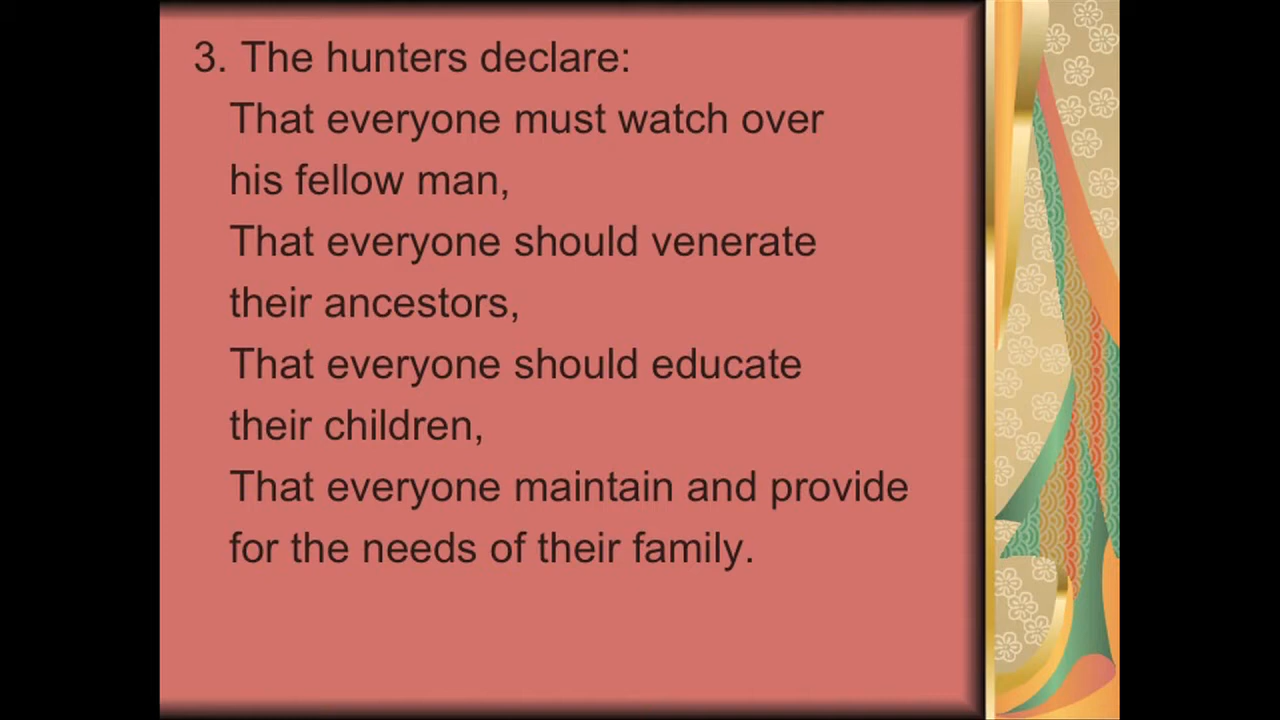 3. The hunters declare:
That everyone must watch over
his fellow man,
That everyone should venerate
their ancestors,
That everyone should educate
their children,
That everyone maintain and provide
for the needs of their family.